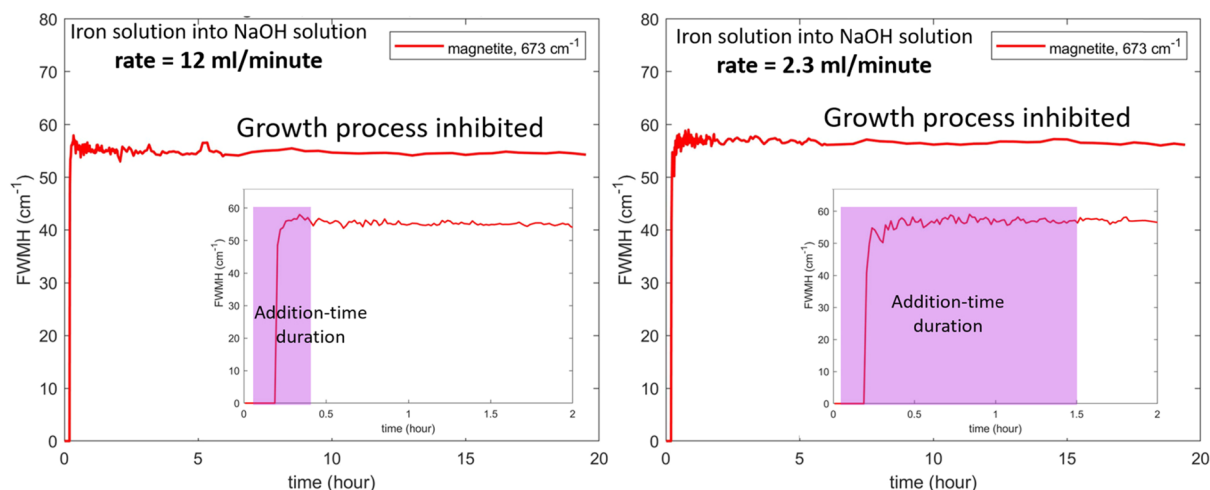 Iron solution into NaOH solution
rate = 12 ml/minute
magnetite, 673 cm⁻¹
Growth process inhibited
FWMH (cm⁻¹)
80
70
60
50
40
30
20
10
0
0
5
10
15
20
time (hour)
FWMH (cm⁻¹)
60
50
40
30
20
10
0
Addition-time
duration
0
0.5
1
1.5
2
time (hour)
Iron solution into NaOH solution
rate = 2.3 ml/minute
magnetite, 673 cm⁻¹
Growth process inhibited
FWMH (cm⁻¹)
80
70
60
50
40
30
20
10
0
0
5
10
15
20
time (hour)
FWMH (cm⁻¹)
60
50
40
30
20
10
0
Addition-time
duration
0
0.5
1
1.5
2
time (hour)